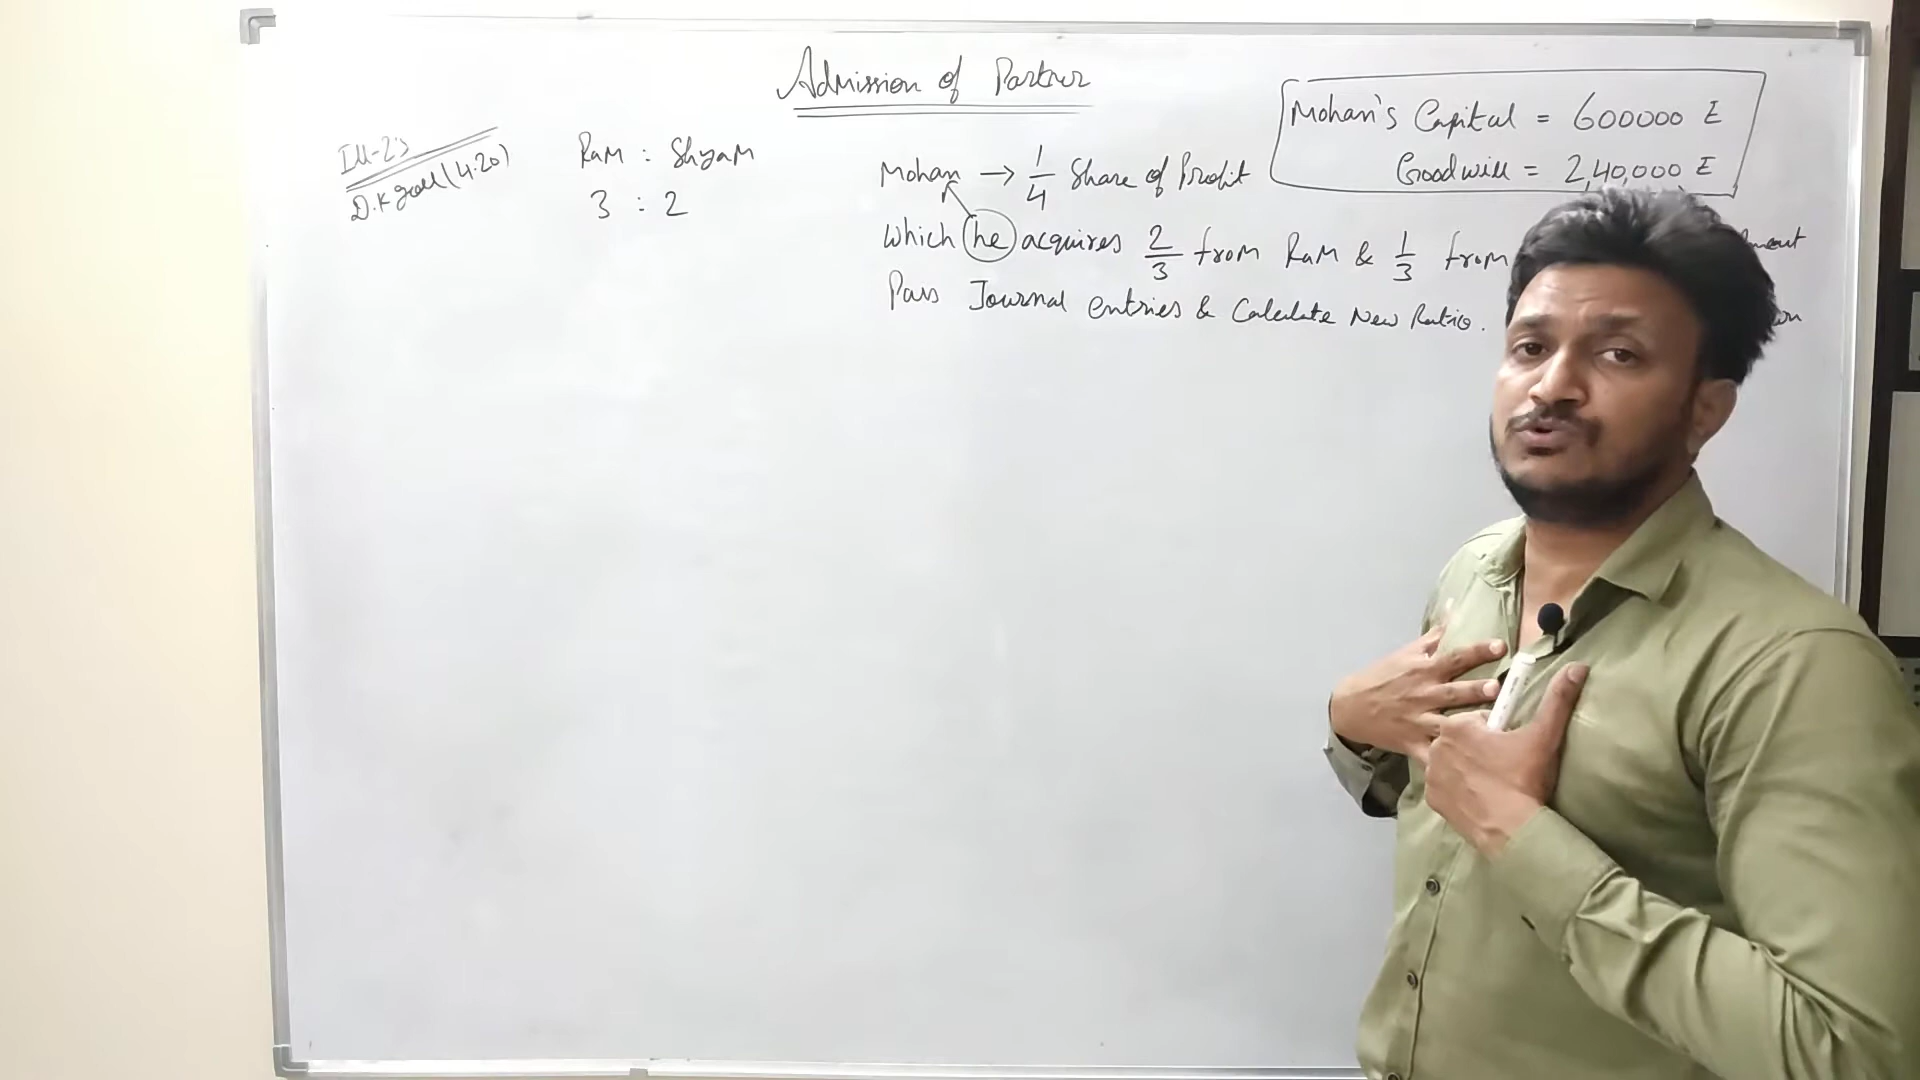 Admission of Partner
Ill-23
D.K Goel (4.20)
Ram : Shyam
3 : 2
Mohan's Capital = 600000 E
Goodwill = 2,40,000 E
Mohan → 1/4 Share of Profit
which he acquires 2/3 from Ram & 1/3 from
Pass Journal entries & Calculate New Ratio.